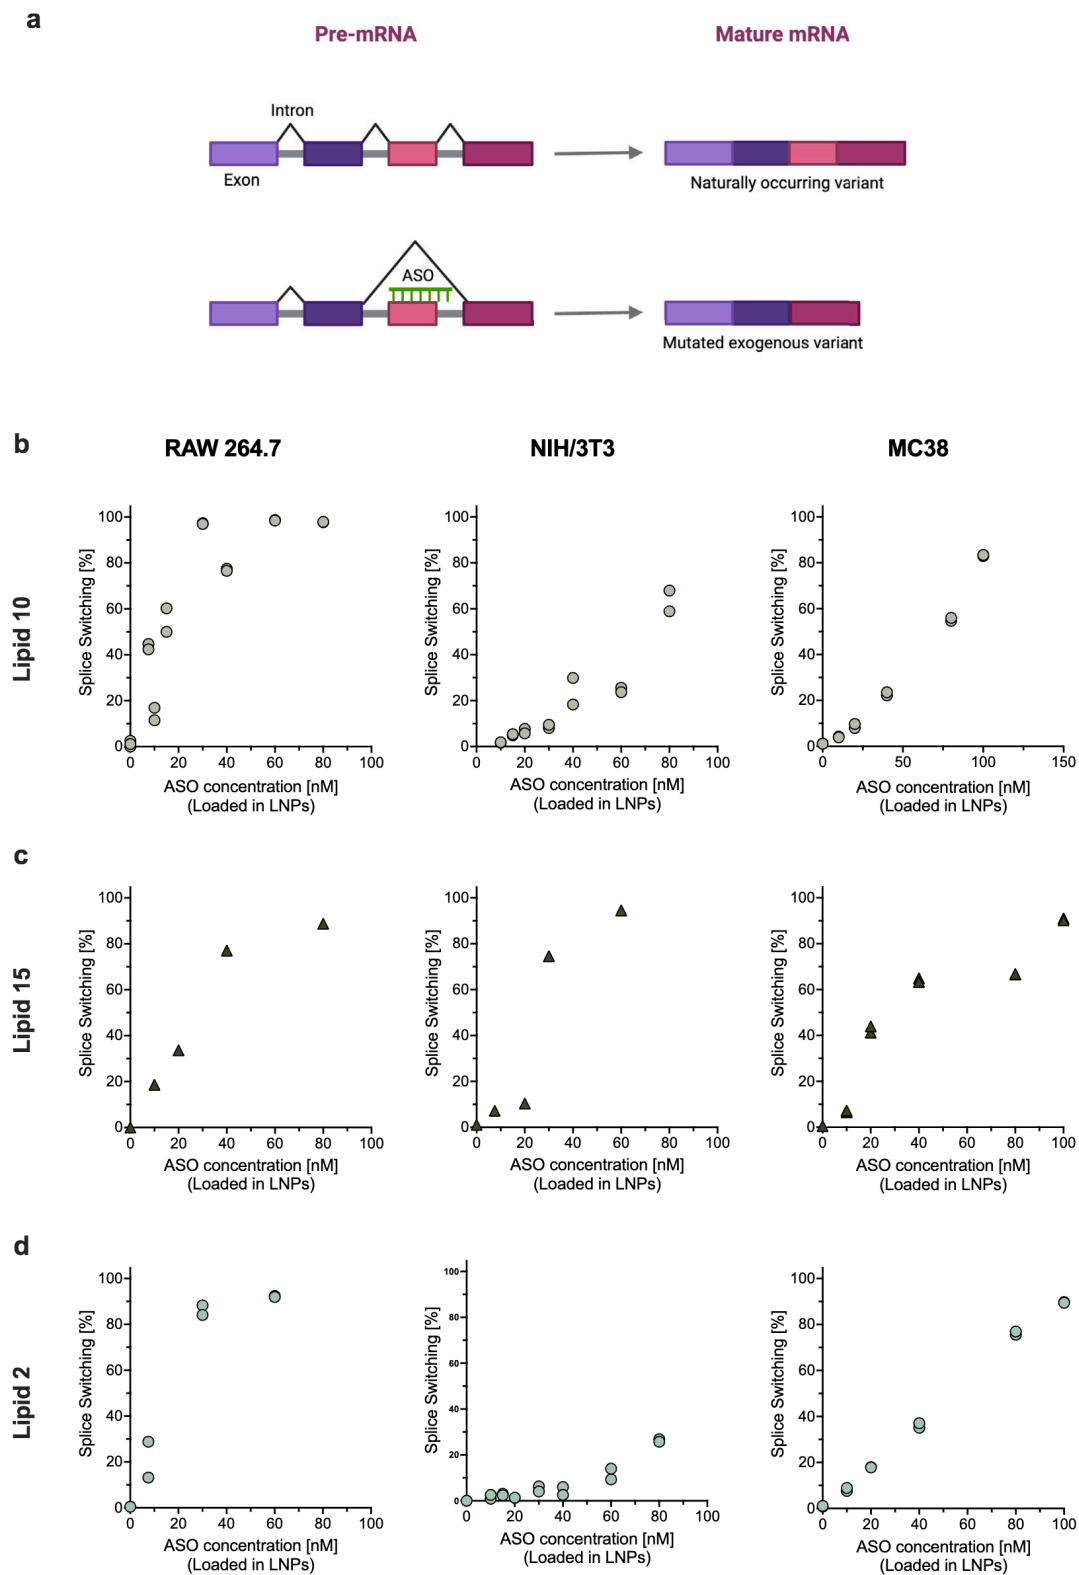 a
Pre-mRNA
Mature mRNA
Intron
Exon
Naturally occurring variant
ASO
Mutated exogenous variant
b
RAW 264.7
NIH/3T3
MC38
Lipid 10
Splice Switching [%]
100
80
60
40
20
0
0 20 40 60 80 100
ASO concentration [nM]
(Loaded in LNPs)
Splice Switching [%]
100
80
60
40
20
0
0 20 40 60 80 100
ASO concentration [nM]
(Loaded in LNPs)
Splice Switching [%]
100
80
60
40
20
0
0 50 100 150
ASO concentration [nM]
(Loaded in LNPs)
c
Lipid 15
Splice Switching [%]
100
80
60
40
20
0
0 20 40 60 80 100
ASO concentration [nM]
(Loaded in LNPs)
Splice Switching [%]
100
80
60
40
20
0
0 20 40 60 80 100
ASO concentration [nM]
(Loaded in LNPs)
Splice Switching [%]
100
80
60
40
20
0
0 20 40 60 80 100
ASO concentration [nM]
(Loaded in LNPs)
d
Lipid 2
Splice Switching [%]
100
80
60
40
20
0
0 20 40 60 80 100
ASO concentration [nM]
(Loaded in LNPs)
Splice Switching [%]
100
80
60
40
20
0
0 20 40 60 80 100
ASO concentration [nM]
(Loaded in LNPs)
Splice Switching [%]
100
80
60
40
20
0
0 20 40 60 80 100
ASO concentration [nM]
(Loaded in LNPs)